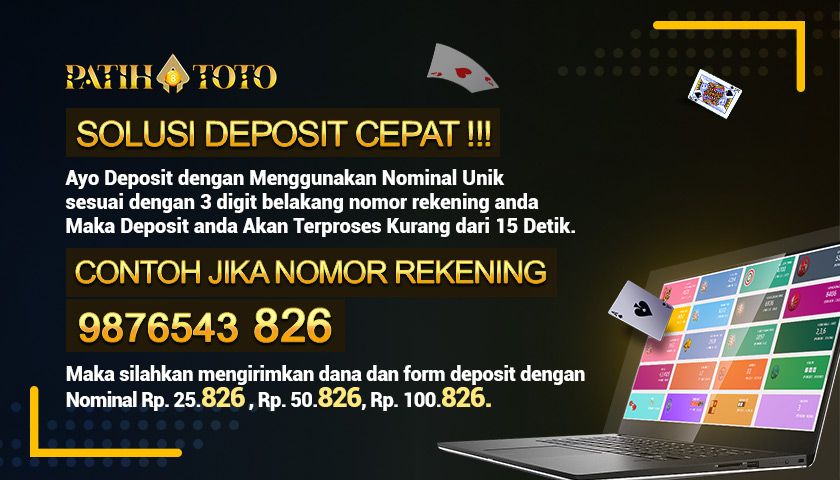 PATIH 8 TOTO
SOLUSI DEPOSIT CEPAT !!!
Ayo Deposit dengan Menggunakan Nominal Unik
sesuai dengan 3 digit belakang nomor rekening anda
Maka Deposit anda Akan Terproses Kurang dari 15 Detik.
CONTOH JIKA NOMOR REKENING
9876543 826
Maka silahkan mengirimkan dana dan form deposit dengan
Nominal Rp. 25.826 , Rp. 50.826, Rp. 100.826.